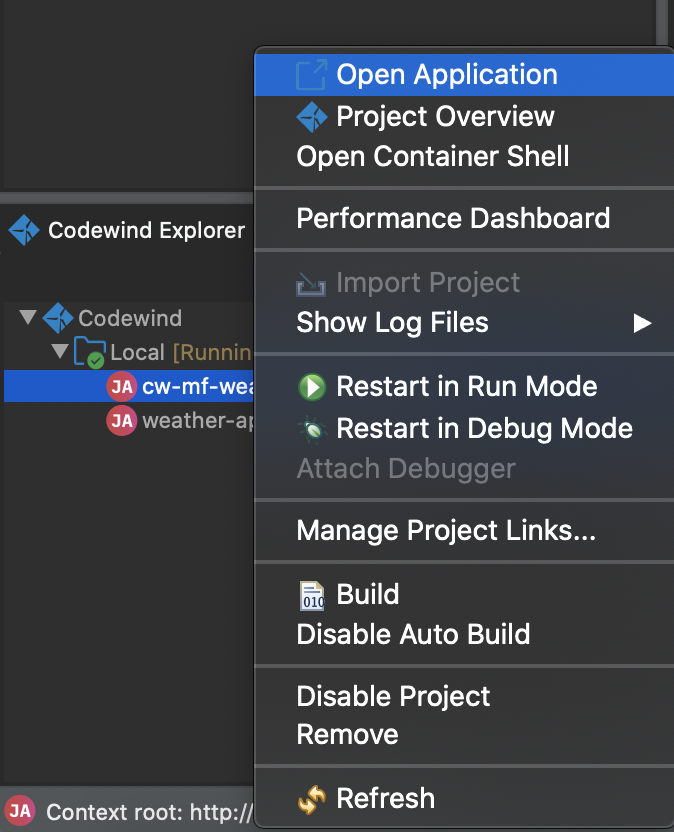 Open Application
Project Overview
Open Container Shell
Performance Dashboard
Import Project
Show Log Files
Restart in Run Mode
Restart in Debug Mode
Attach Debugger
Manage Project Links...
010
Build
Disable Auto Build
Disable Project
Remove
Refresh
Codewind Explorer
Codewind
Local [Runnin
JA cw-mf-wea
JA weather-ap
JA Context root: http://